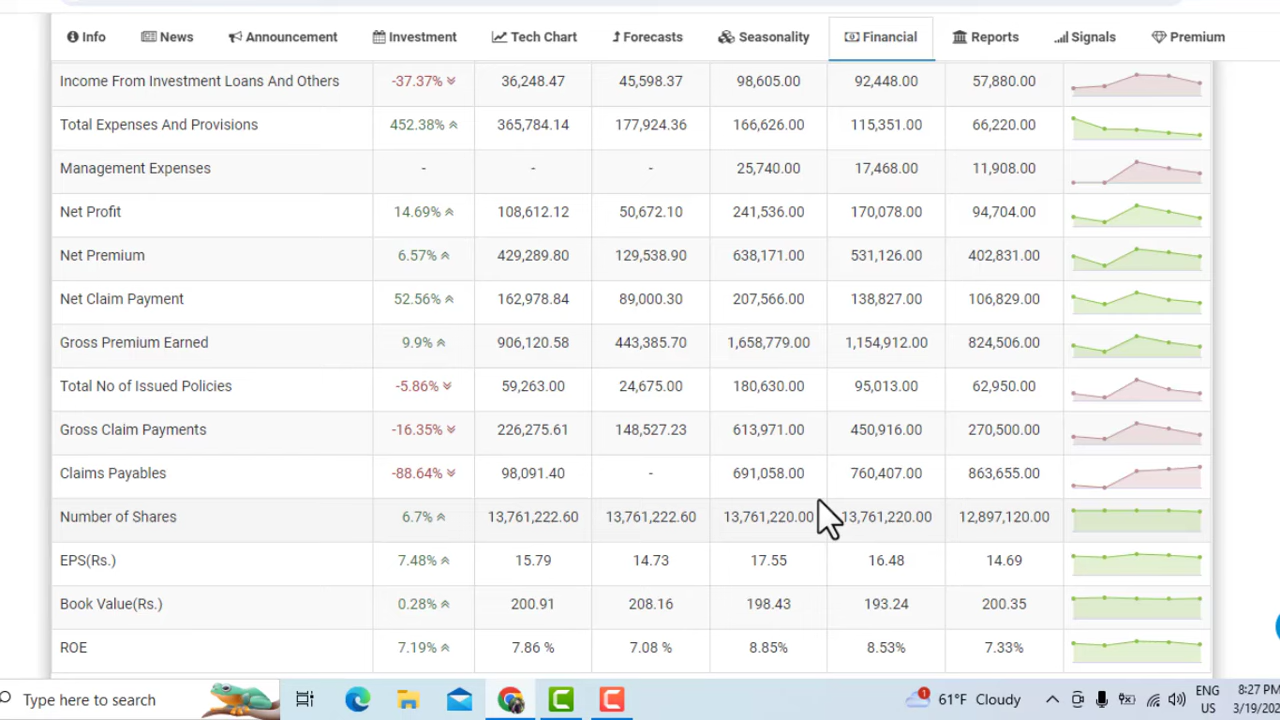 Info News Announcement Investment Tech Chart Forecasts Seasonality Financial Reports Signals Premium
Income From Investment Loans And Others -37.37% 36,248.47 45,598.37 98,605.00 92,448.00 57,880.00
Total Expenses And Provisions 452.38% 365,784.14 177,924.36 166,626.00 115,351.00 66,220.00
Management Expenses - - - 25,740.00 17,468.00 11,908.00
Net Profit 14.69% 108,612.12 50,672.10 241,536.00 170,078.00 94,704.00
Net Premium 6.57% 429,289.80 129,538.90 638,171.00 531,126.00 402,831.00
Net Claim Payment 52.56% 162,978.84 89,000.30 207,566.00 138,827.00 106,829.00
Gross Premium Earned 9.9% 906,120.58 443,385.70 1,658,779.00 1,154,912.00 824,506.00
Total No of Issued Policies -5.86% 59,263.00 24,675.00 180,630.00 95,013.00 62,950.00
Gross Claim Payments -16.35% 226,275.61 148,527.23 613,971.00 450,916.00 270,500.00
Claims Payables -88.64% 98,091.40 - 691,058.00 760,407.00 863,655.00
Number of Shares 6.7% 13,761,222.60 13,761,222.60 13,761,220.00 13,761,220.00 12,897,120.00
EPS(Rs.) 7.48% 15.79 14.73 17.55 16.48 14.69
Book Value(Rs.) 0.28% 200.91 208.16 198.43 193.24 200.35
ROE 7.19% 7.86 % 7.08 % 8.85% 8.53% 7.33%
Type here to search 1 61°F Cloudy ENG 8:27 PM
US 3/19/202